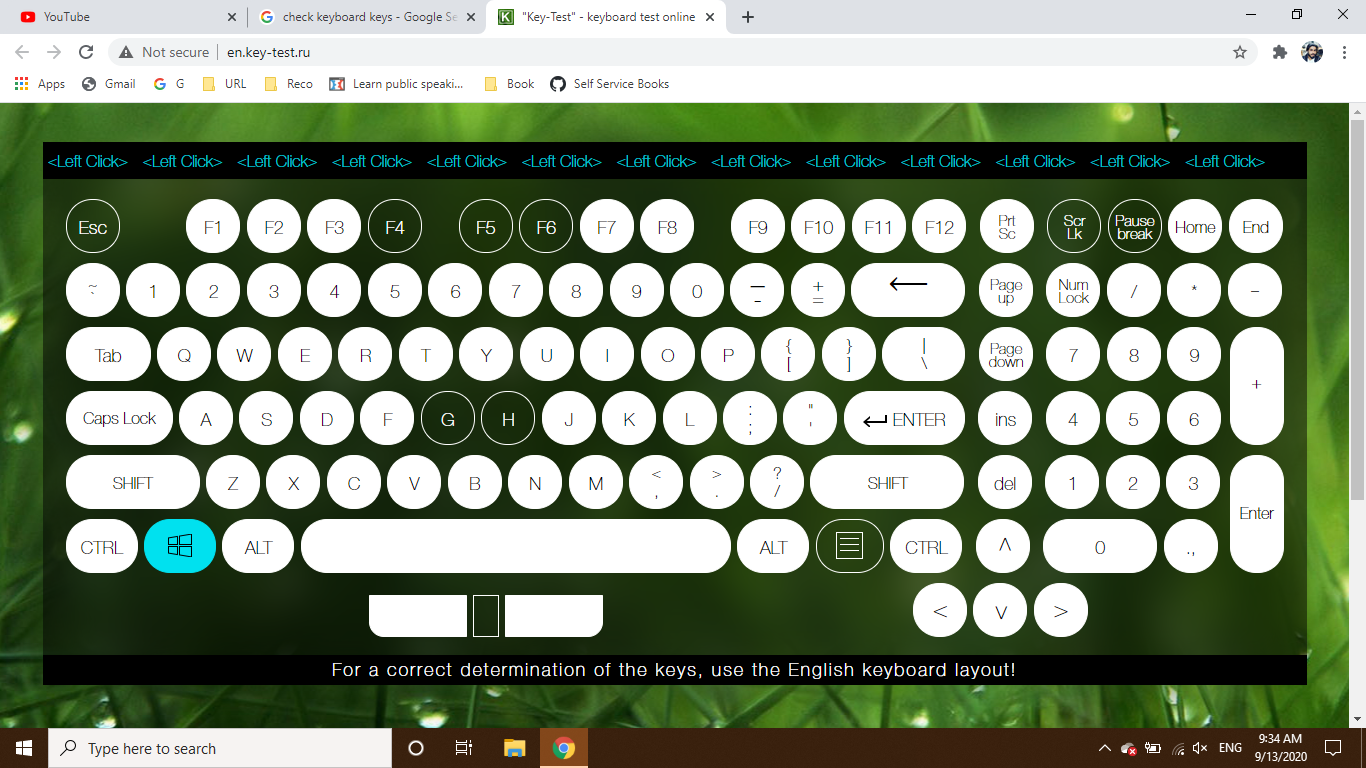 YouTube check keyboard keys - Google Se "Key-Test" - keyboard test online
Not secure en.key-test.ru
Apps Gmail G URL Reco Learn public speaki... Book Self Service Books
<Left Click> <Left Click> <Left Click> <Left Click> <Left Click> <Left Click> <Left Click> <Left Click> <Left Click> <Left Click> <Left Click> <Left Click> <Left Click>
Esc F1 F2 F3 F4 F5 F6 F7 F8 F9 F10 F11 F12 Prt Sc Scr Lk Pause break Home End
~ ` 1 2 3 4 5 6 7 8 9 0 — - + = ← Page up Num Lock / * −
Tab Q W E R T Y U I O P { [ } ] | \ Page down 7 8 9 +
Caps Lock A S D F G H J K L : ; " ' ENTER ins 4 5 6
SHIFT Z X C V B N M < , > . ? / SHIFT del 1 2 3 Enter
CTRL ALT ALT CTRL ^ 0 .,
< v >
For a correct determination of the keys, use the English keyboard layout!
Type here to search ENG 9:34 AM
9/13/2020